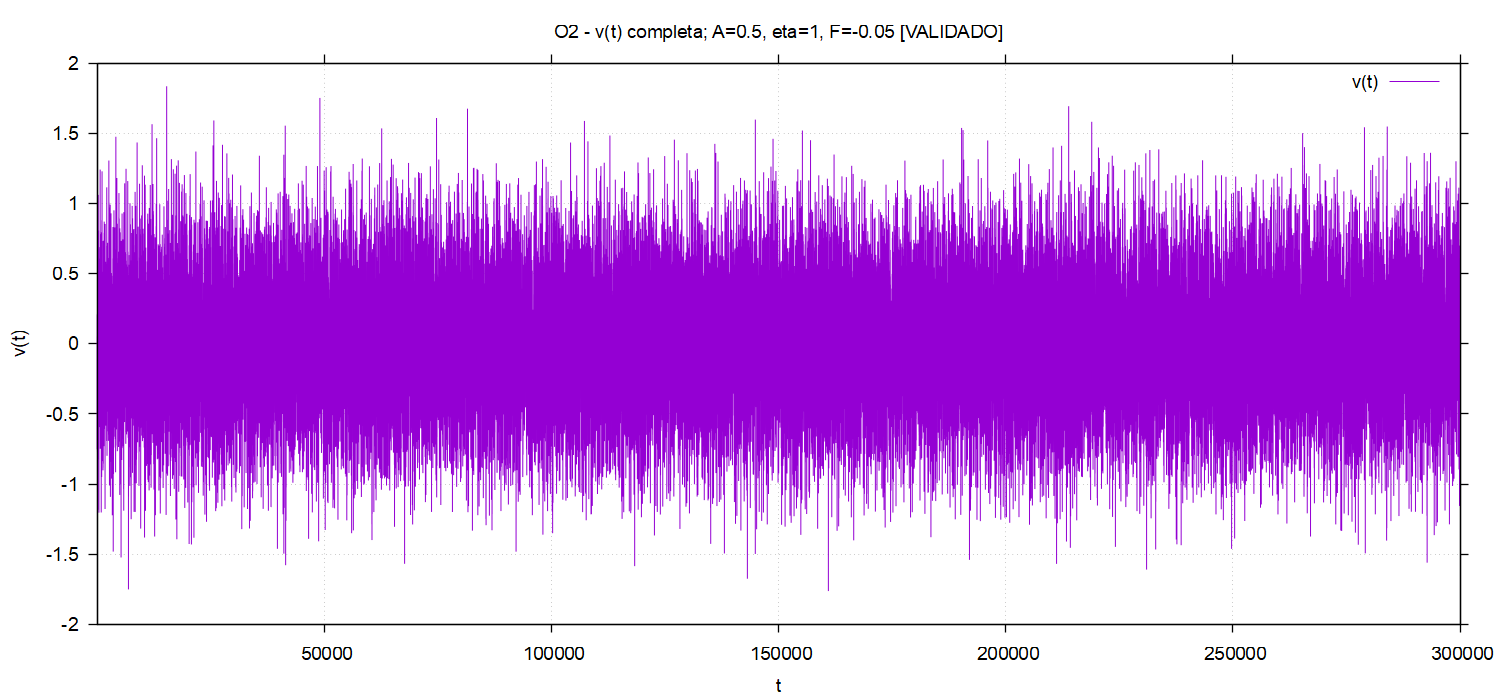 O2 - v(t) completa; A=0.5, eta=1, F=-0.05 [VALIDADO]
v(t)
2
1.5
1
0.5
0
-0.5
-1
-1.5
-2
v(t)
50000 100000 150000 200000 250000 300000
t